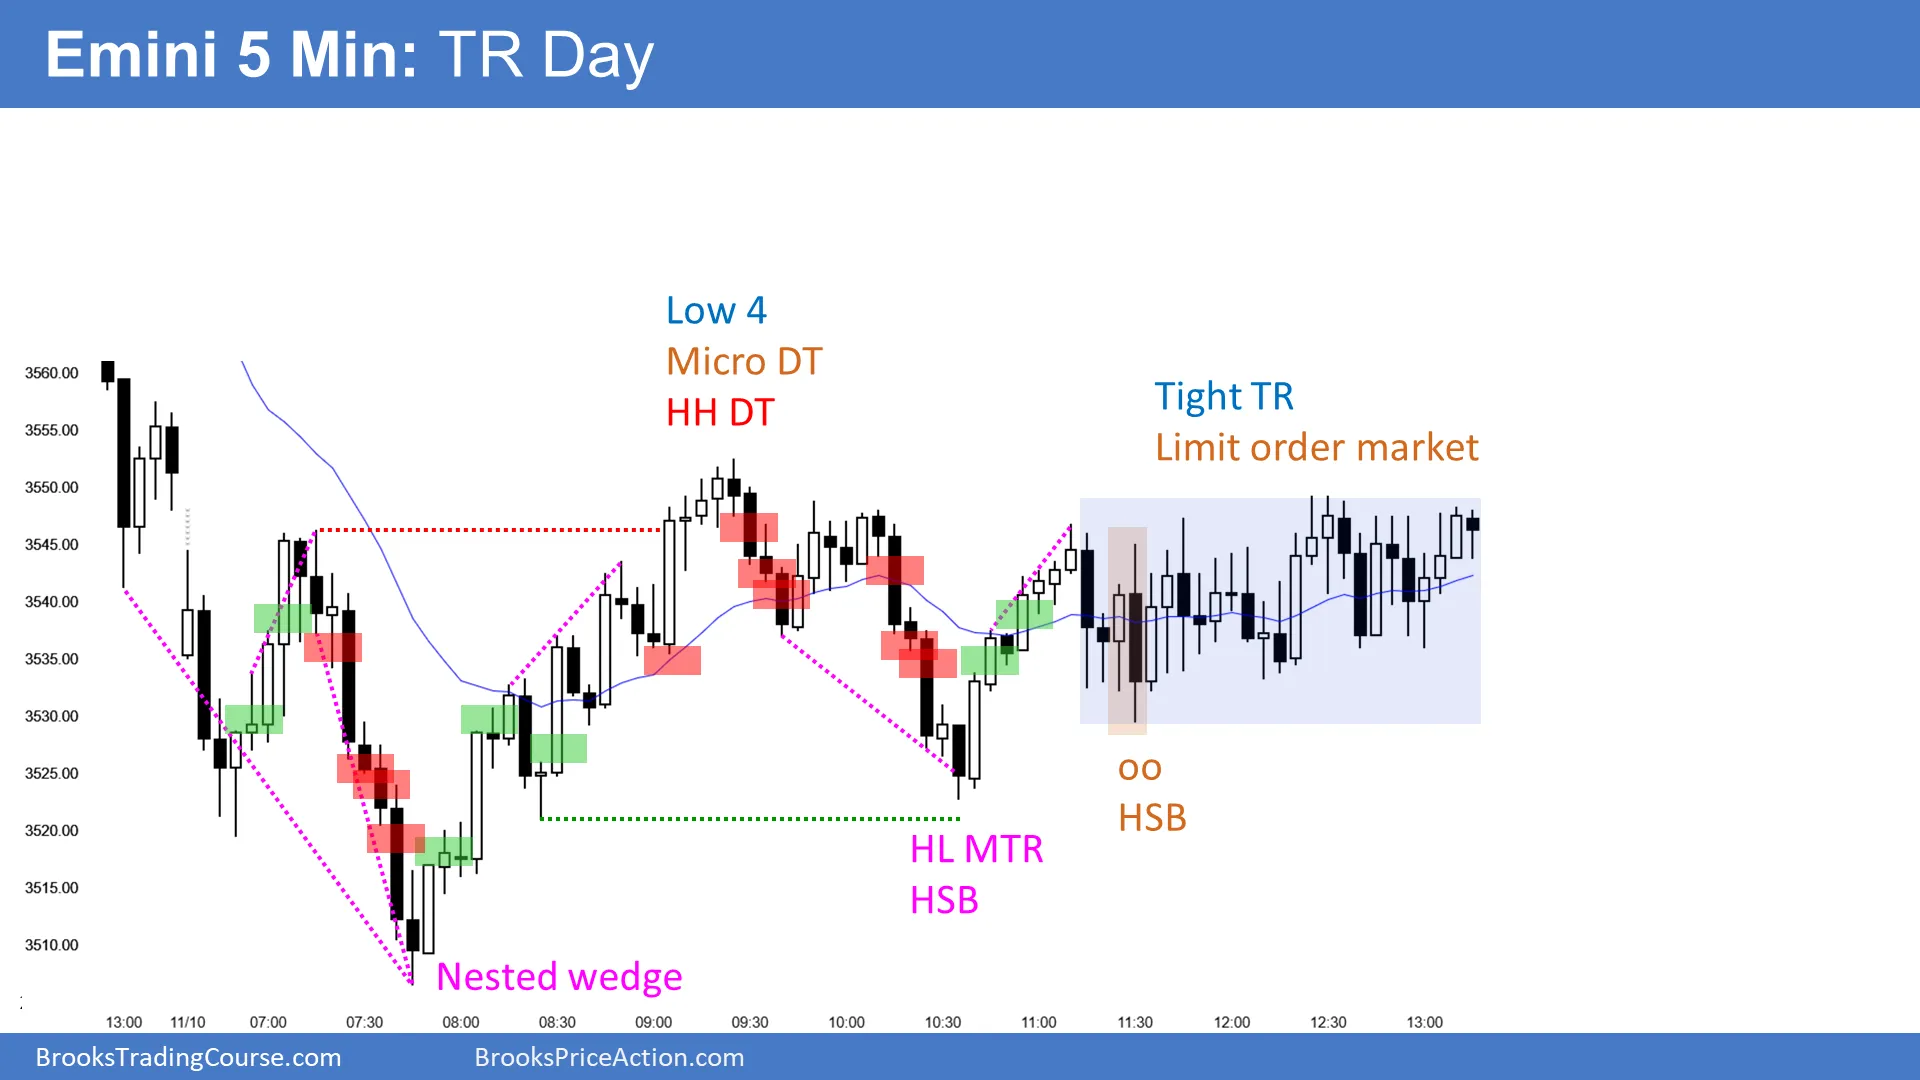 Emini 5 Min: TR Day
Low 4
Micro DT
HH DT
Tight TR
Limit order market
3560.00
3555.00
3550.00
3545.00
3540.00
3535.00
3530.00
3525.00
3520.00
3515.00
3510.00
oo
HSB
HL MTR
HSB
Nested wedge
13:00 11/10 07:00 07:30 08:00 08:30 09:00 09:30 10:00 10:30 11:00 11:30 12:00 12:30 13:00
BrooksTradingCourse.com BrooksPriceAction.com